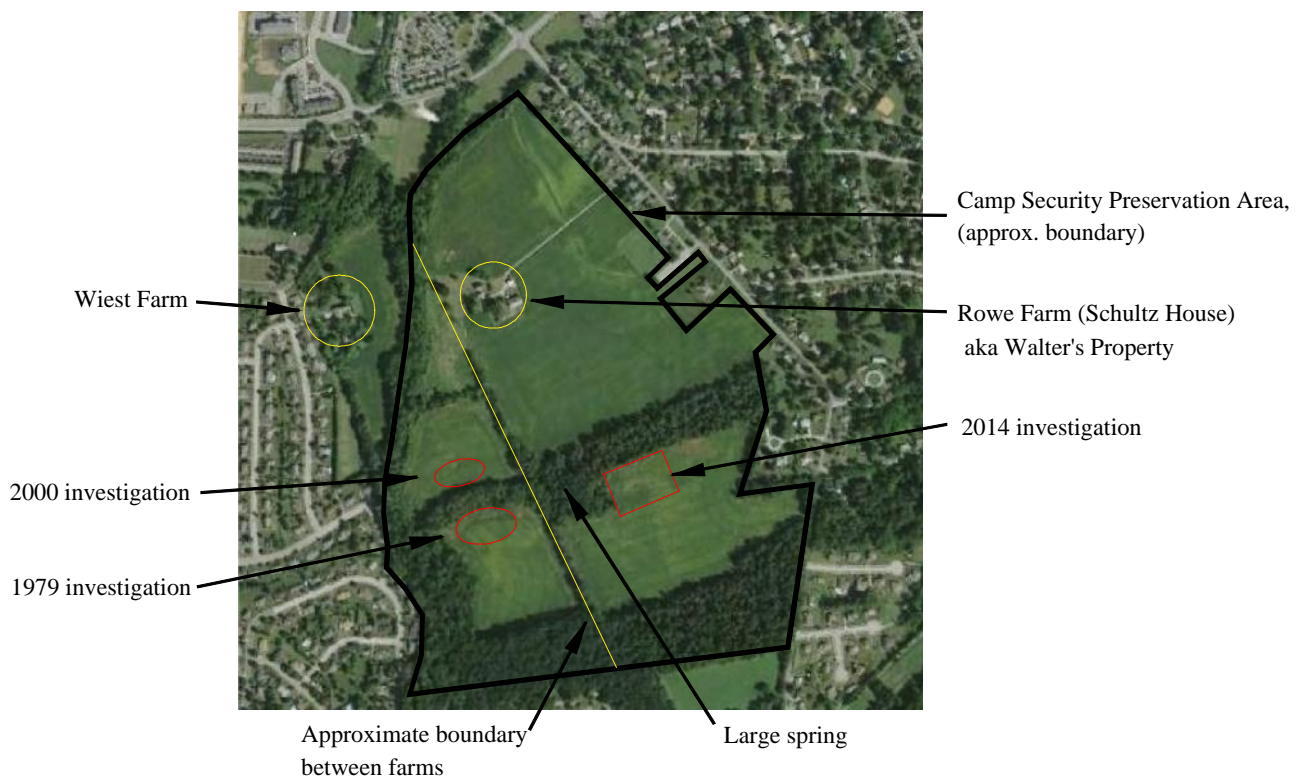 Camp Security Preservation Area,
(approx. boundary)
Wiest Farm
Rowe Farm (Schultz House)
aka Walter's Property
2014 investigation
2000 investigation
1979 investigation
Approximate boundary
between farms
Large spring